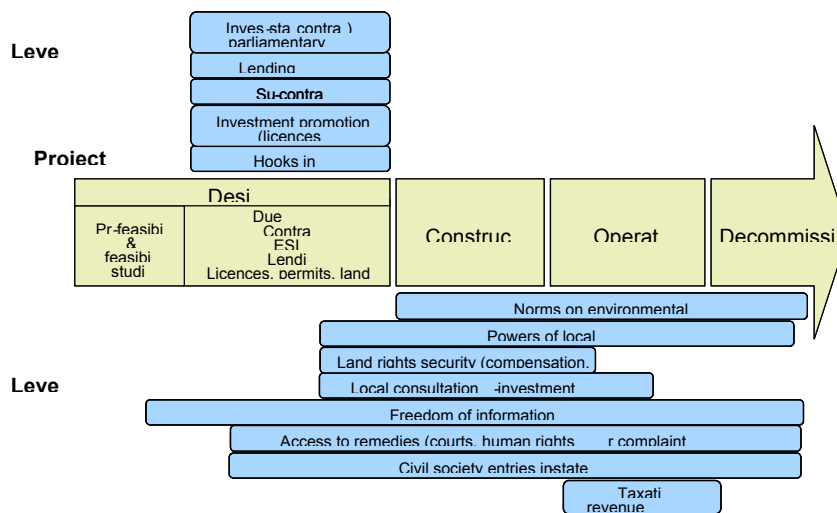 Inves-sta contra )
parliamentary
Leve
Lending
Su-contra
Investment promotion
(licences
Project
Hooks in
Desi
Pr-feasibi
&
feasibi
studi
Due
Contra
ESI
Lendi
Licences, permits, land
Construc
Operat
Decommissi
Norms on environmental
Powers of local
Land rights security (compensation,
Leve
Local consultation -investment
Freedom of information
Access to remedies (courts, human rights r complaint
Civil society entries in-state
Taxati
revenue